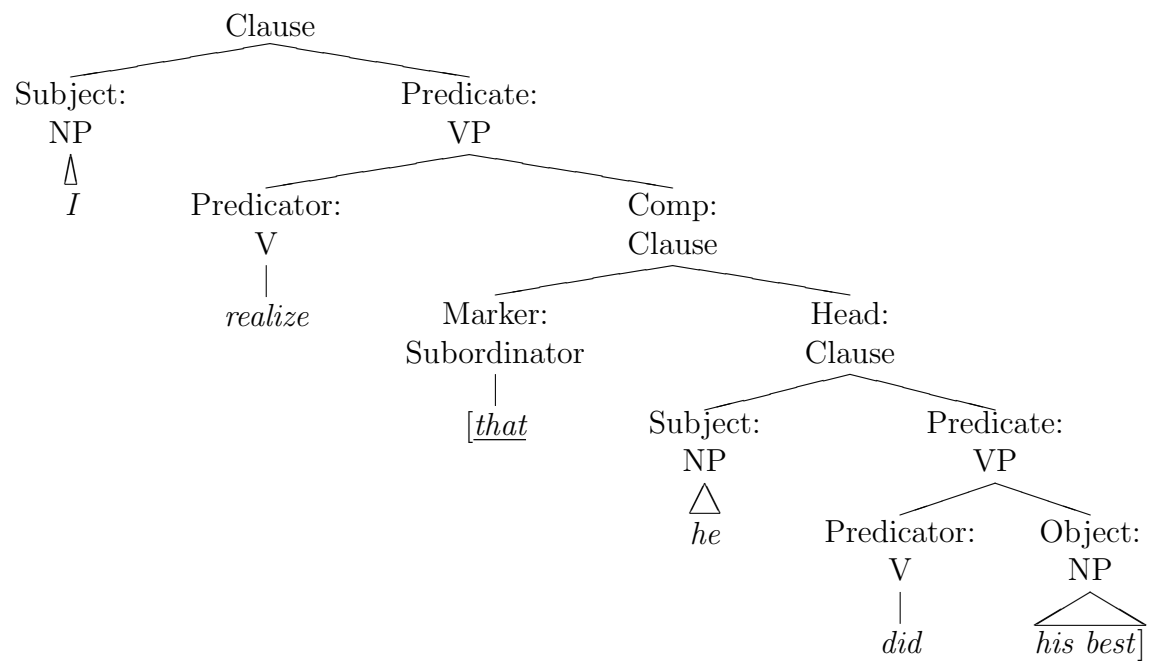 Clause
Subject: Predicate:
NP VP
I Predicator: Comp:
V Clause
realize Marker: Head:
Subordinator Clause
[that Subject: Predicate:
NP VP
he Predicator: Object:
V NP
did his best]